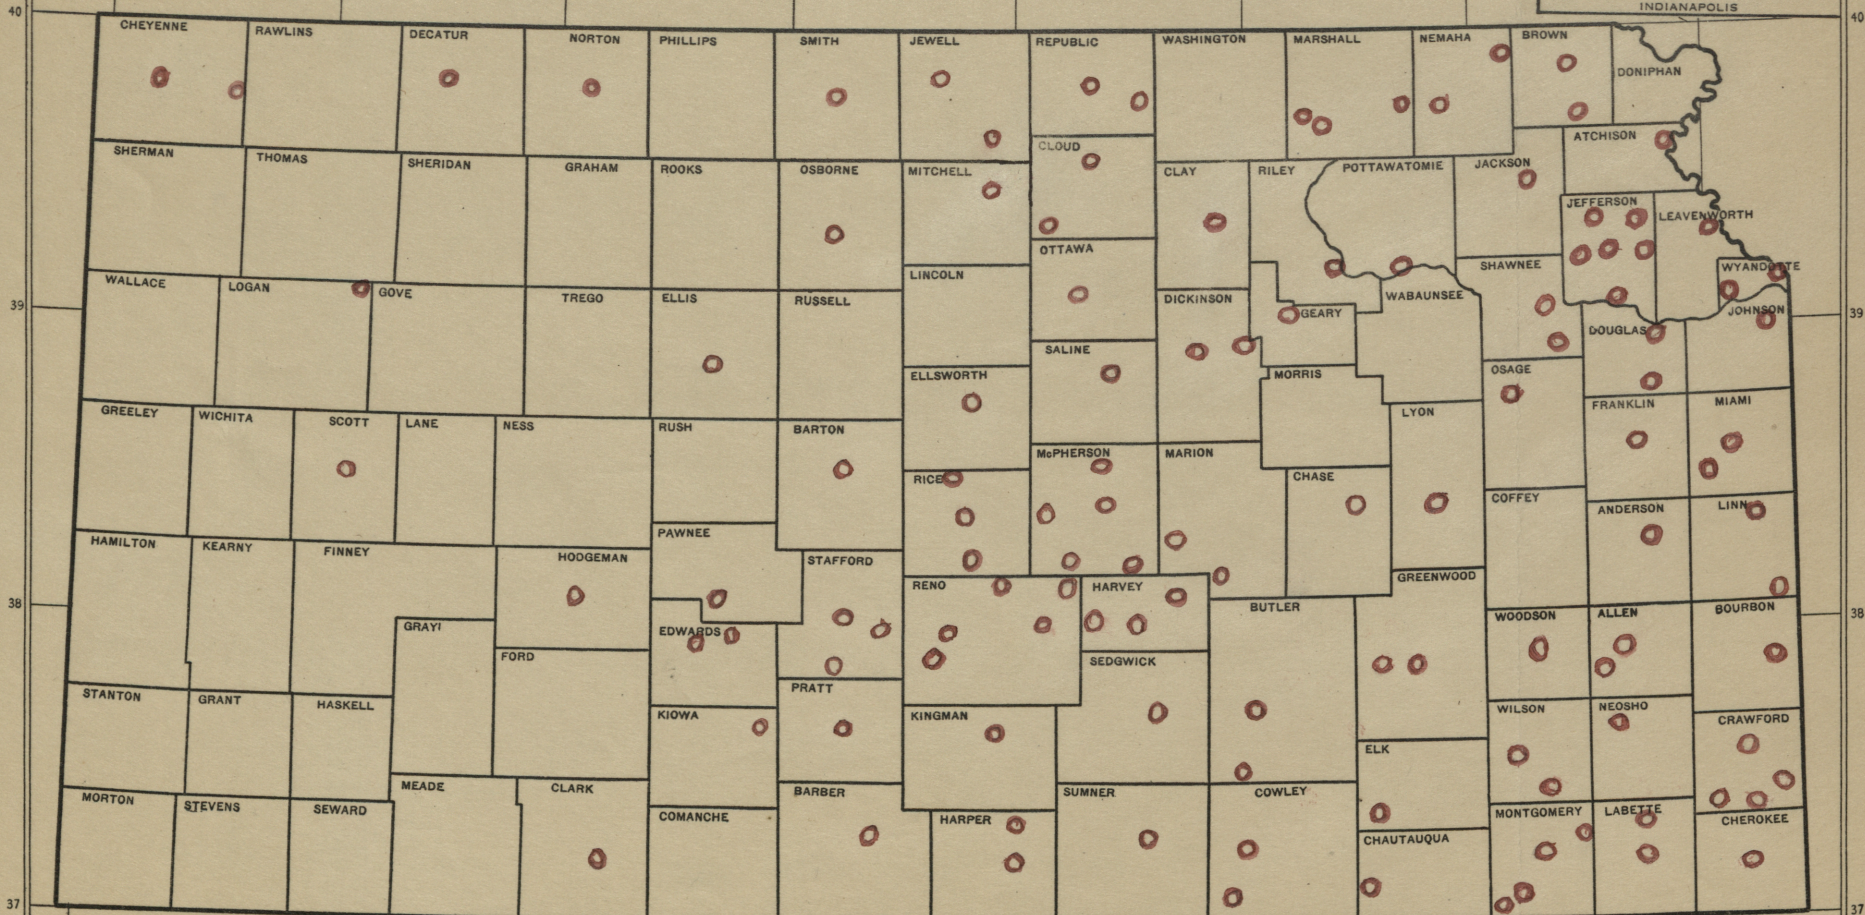 INDIANAPOLIS
40 40
CHEYENNE RAWLINS DECATUR NORTON PHILLIPS SMITH JEWELL REPUBLIC WASHINGTON MARSHALL NEMAHA BROWN
DONIPHAN
ATCHISON
SHERMAN THOMAS SHERIDAN GRAHAM ROOKS OSBORNE MITCHELL CLOUD CLAY RILEY POTTAWATOMIE JACKSON
JEFFERSON LEAVENWORTH
OTTAWA
WALLACE LOGAN GOVE TREGO ELLIS RUSSELL LINCOLN DICKINSON WABAUNSEE SHAWNEE WYANDOTTE
39 39
GEARY JOHNSON
DOUGLAS
SALINE
ELLSWORTH MORRIS OSAGE
GREELEY WICHITA SCOTT LANE NESS RUSH BARTON LYON FRANKLIN MIAMI
McPHERSON MARION
RICE CHASE
COFFEY ANDERSON LINN
HAMILTON KEARNY FINNEY HODGEMAN PAWNEE STAFFORD
RENO HARVEY GREENWOOD
38 38
BUTLER WOODSON ALLEN BOURBON
GRAY EDWARDS
FORD SEDGWICK
STANTON GRANT HASKELL PRATT
KIOWA KINGMAN WILSON NEOSHO CRAWFORD
ELK
MORTON STEVENS SEWARD MEADE CLARK BARBER SUMNER COWLEY
COMANCHE HARPER MONTGOMERY LABETTE CHEROKEE
CHAUTAUQUA
37 37